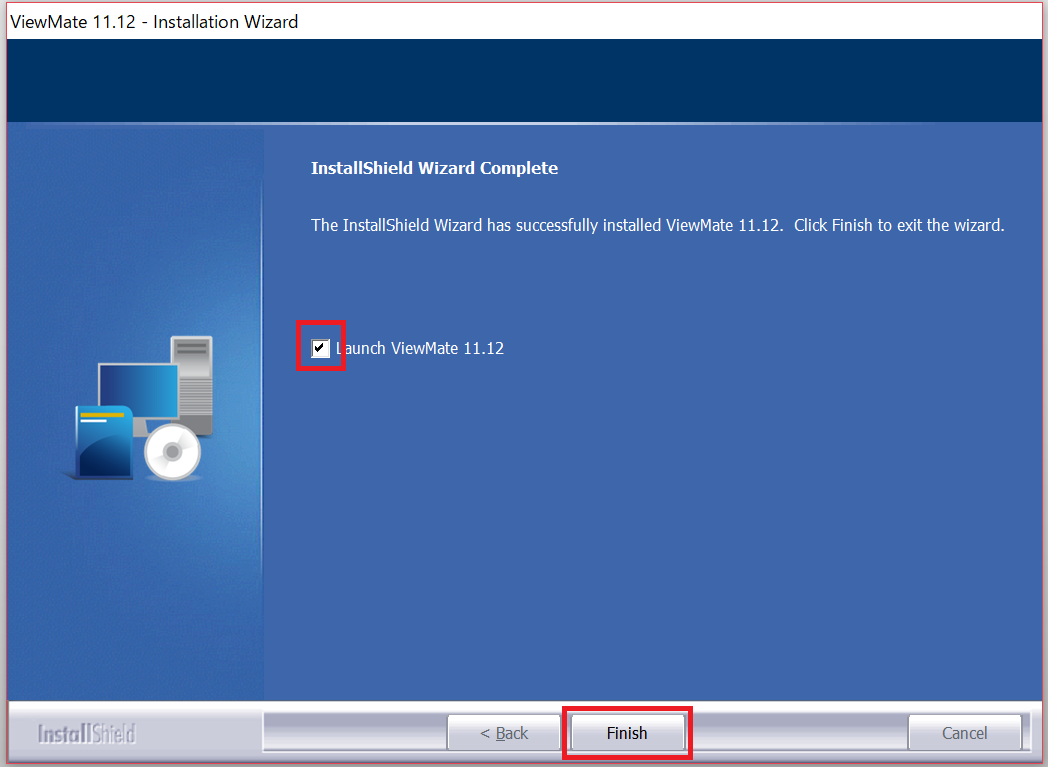 ViewMate 11.12 - Installation Wizard
InstallShield Wizard Complete
The InstallShield Wizard has successfully installed ViewMate 11.12.  Click Finish to exit the wizard.
Launch ViewMate 11.12
InstallShield
< Back
Finish
Cancel